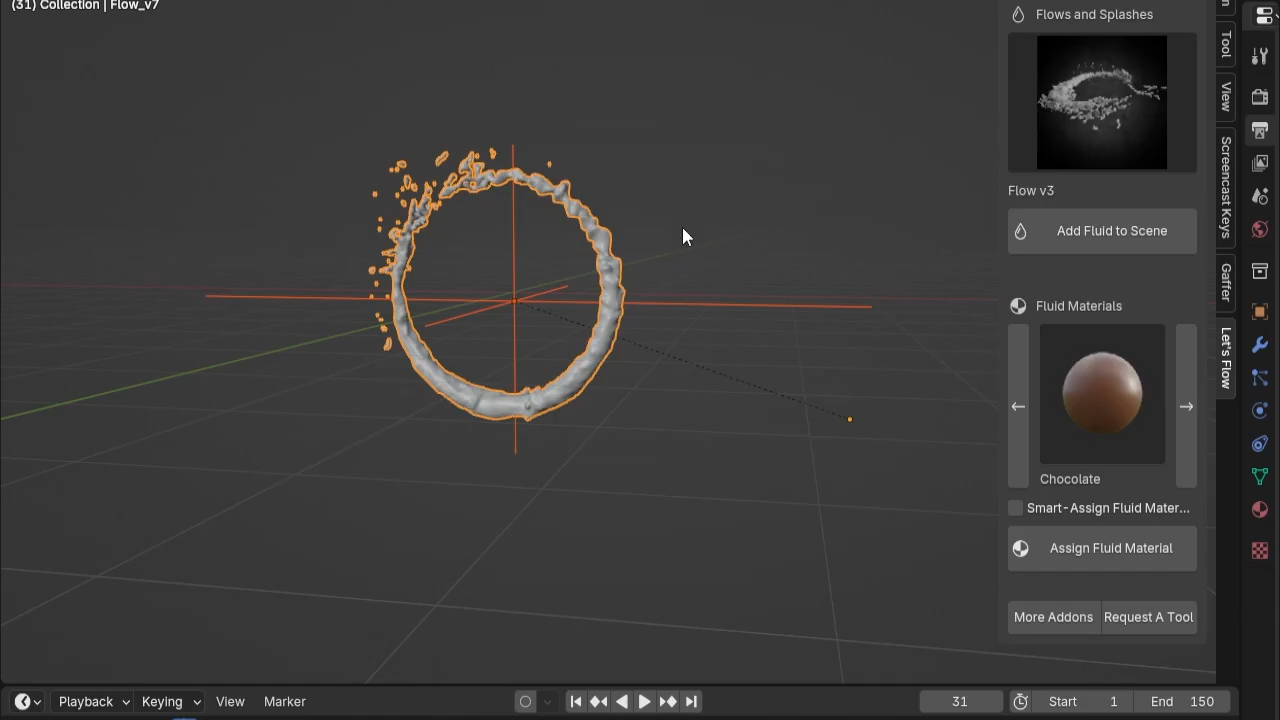 (31) Collection | Flow_v7
Flows and Splashes
Flow v3
Add Fluid to Scene
Fluid Materials
Chocolate
Smart-Assign Fluid Mater...
Assign Fluid Material
More Addons
Request A Tool
Tool
View
Screencast Keys
Gaffer
Let's Flow
Playback
Keying
View
Marker
31
Start 1
End 150